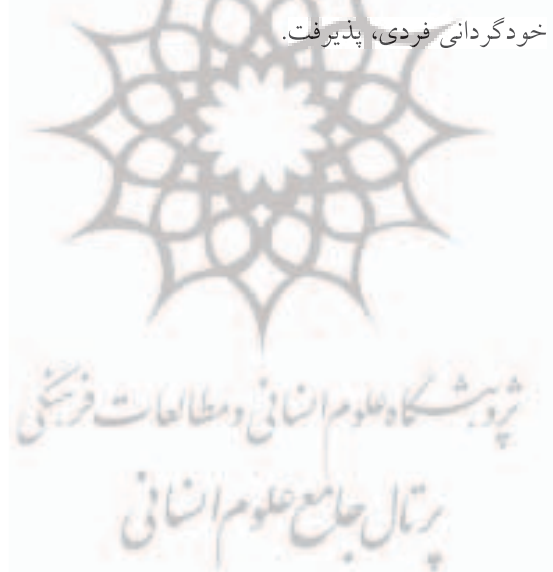 خودگردانی فردی، پذیرفت.
پژوهشگاه علوم انسانی و مطالعات فرهنگی
پرتال جامع علوم انسانی